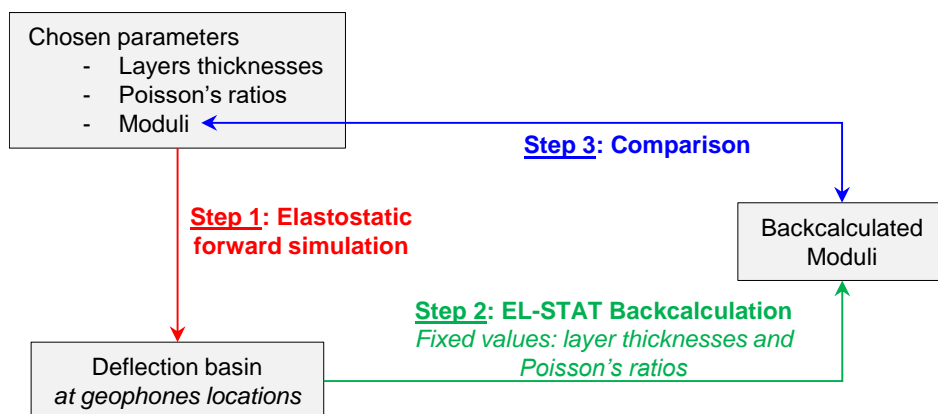 Chosen parameters
- Layers thicknesses
- Poisson's ratios
- Moduli
Step 3: Comparison
Step 1: Elastostatic
forward simulation
Backcalculated
Moduli
Step 2: EL-STAT Backcalculation
Fixed values: layer thicknesses and
Poisson's ratios
Deflection basin
at geophones locations